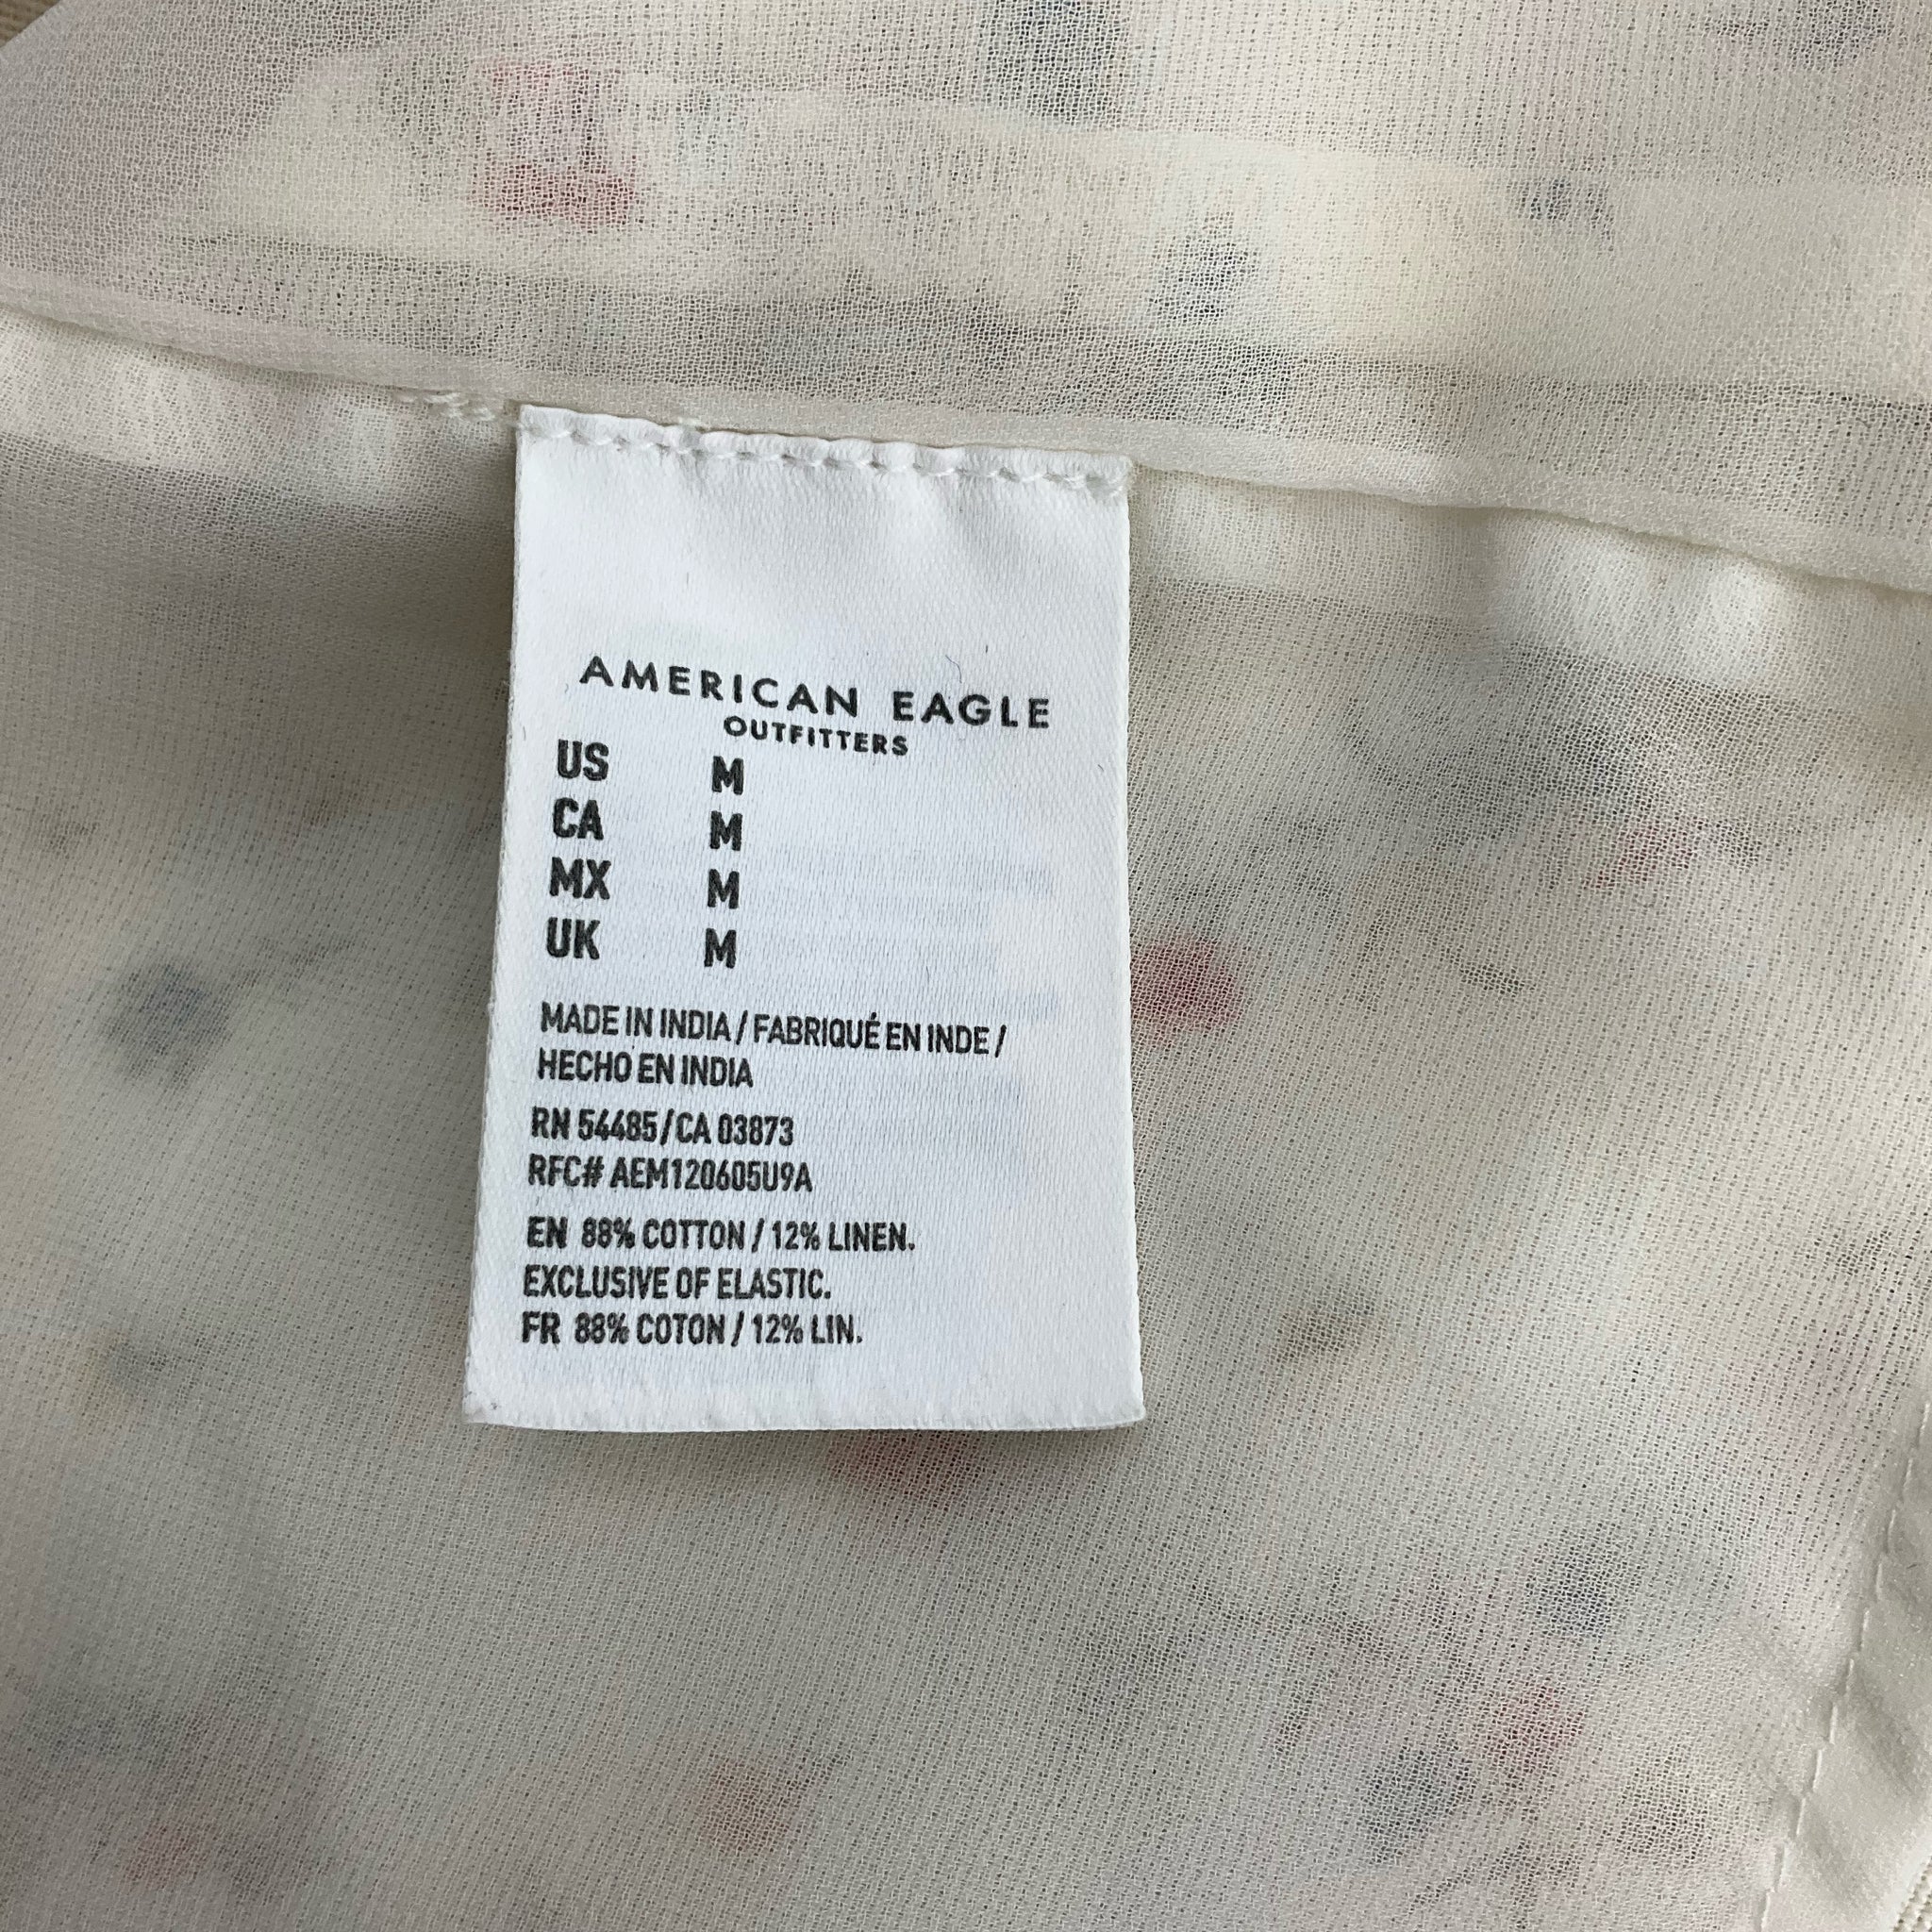 AMERICAN EAGLE
OUTFITTERS
US M
CA M
MX M
UK M
MADE IN INDIA / FABRIQUÉ EN INDE /
HECHO EN INDIA
RN 54485/CA 03873
RFC# AEM120605U9A
EN 88% COTTON / 12% LINEN.
EXCLUSIVE OF ELASTIC.
FR 88% COTON / 12% LIN.